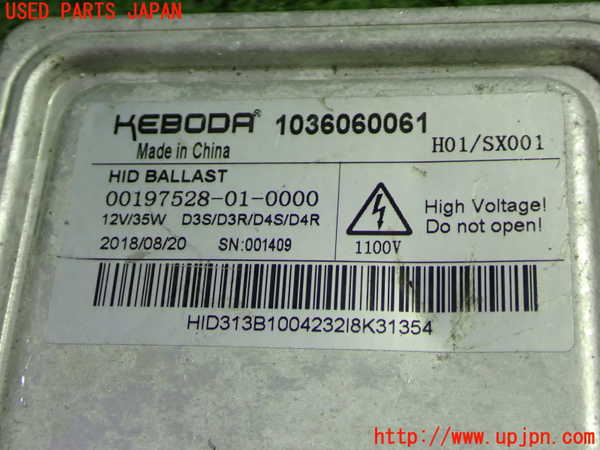 USED PARTS JAPAN
KEBODA® 1036060061
Made in China
H01/SX001
HID BALLAST
00197528-01-0000
12V/35W D3S/D3R/D4S/D4R
2018/08/20 SN:001409
1100V
High Voltage!
Do not open!
HID313B1004232I8K31354
http://www.upjpn.com/